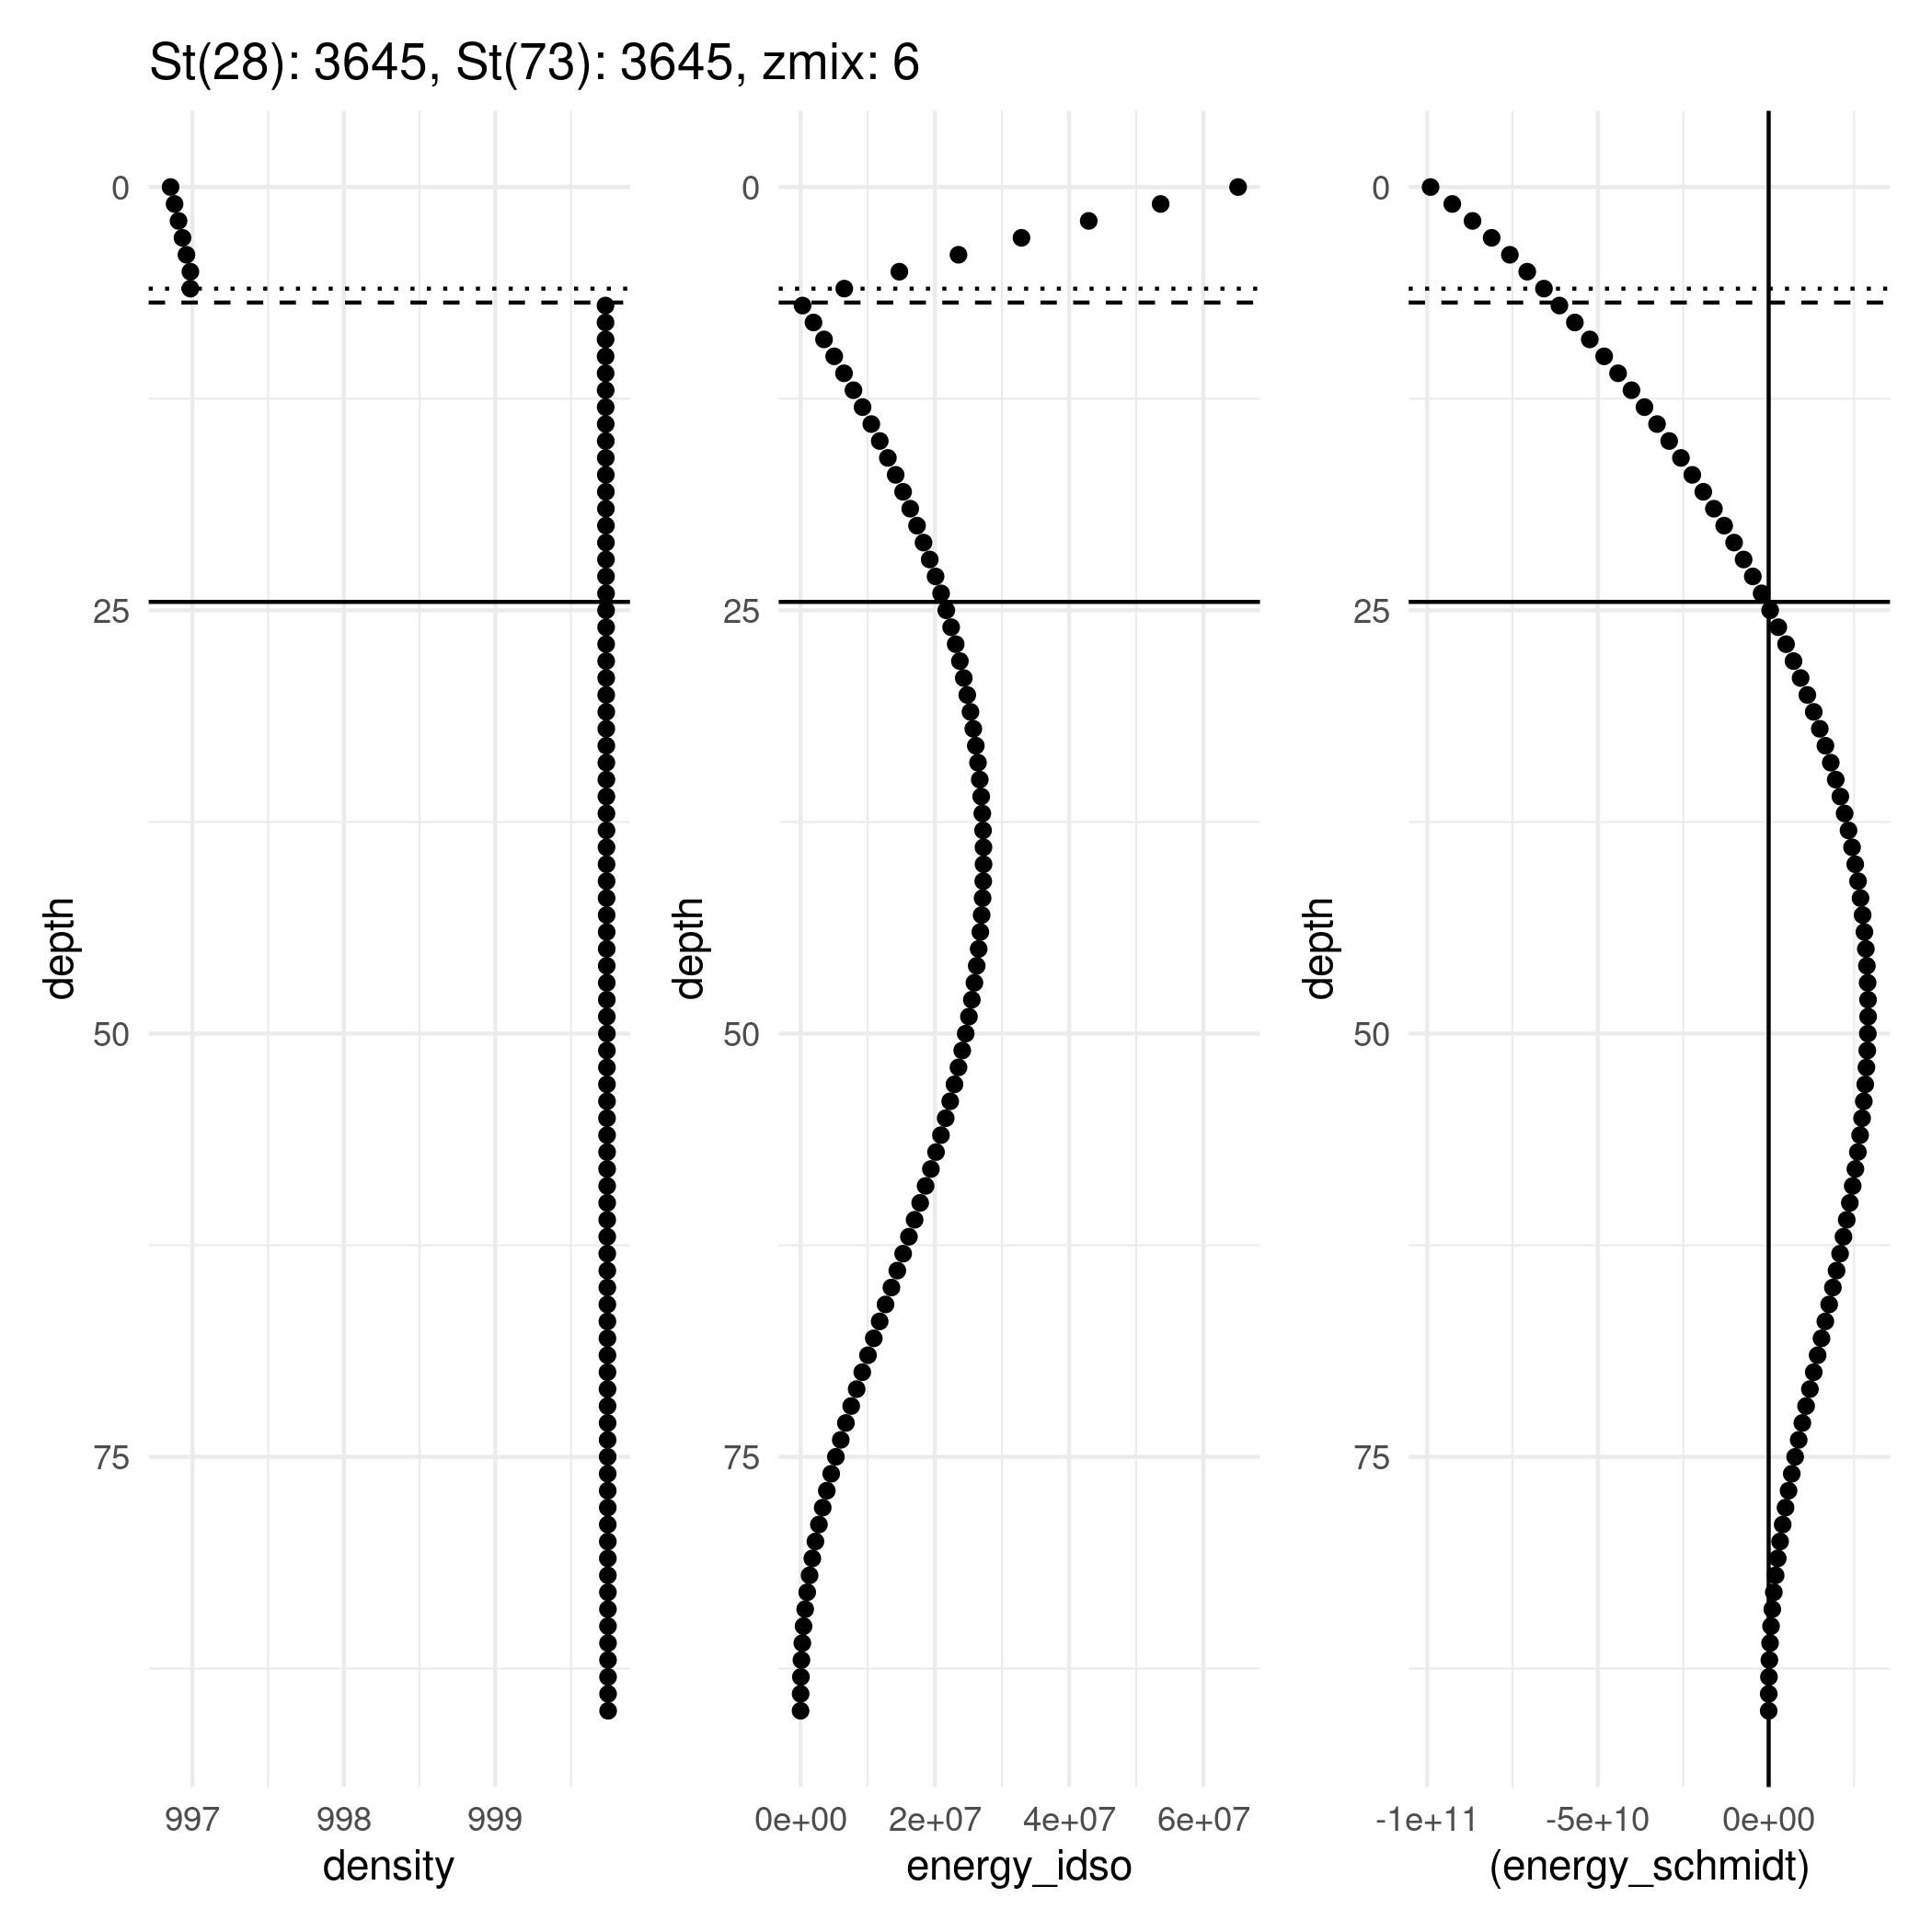 St(28): 3645, St(73): 3645, zmix: 6
0
25
50
75
depth
997 998 999
density
0
25
50
75
depth
0e+00 2e+07 4e+07 6e+07
energy_idso
0
25
50
75
depth
-1e+11 -5e+10 0e+00
(energy_schmidt)